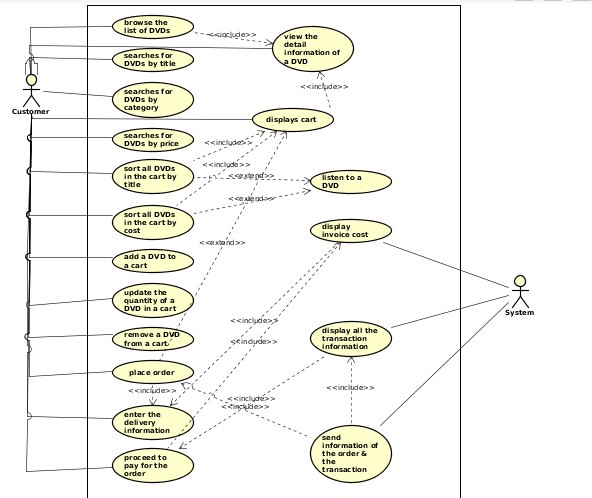 browse the
list of DVDs
<<include>>
view the
detail
information of
a DVD
searches for
DVDs by title
Customer
searches for
DVDs by
category
<<include>>
displays cart
searches for
DVDs by price
<<include>>
sort all DVDs
in the cart by
title
<<include>>
<<extend>>
listen to a
DVD
<<extend>>
sort all DVDs
in the cart by
cost
display
invoice cost
<<extend>>
add a DVD to
a cart
update the
quantity of a
DVD in a cart
System
<<include>>
remove a DVD
from a cart
<<include>>
display all the
transaction
information
place order
<<include>>
<<include>>
<<include>>
<<include>>
enter the
delivery
information
send
information of
the order &
the
transaction
proceed to
pay for the
order